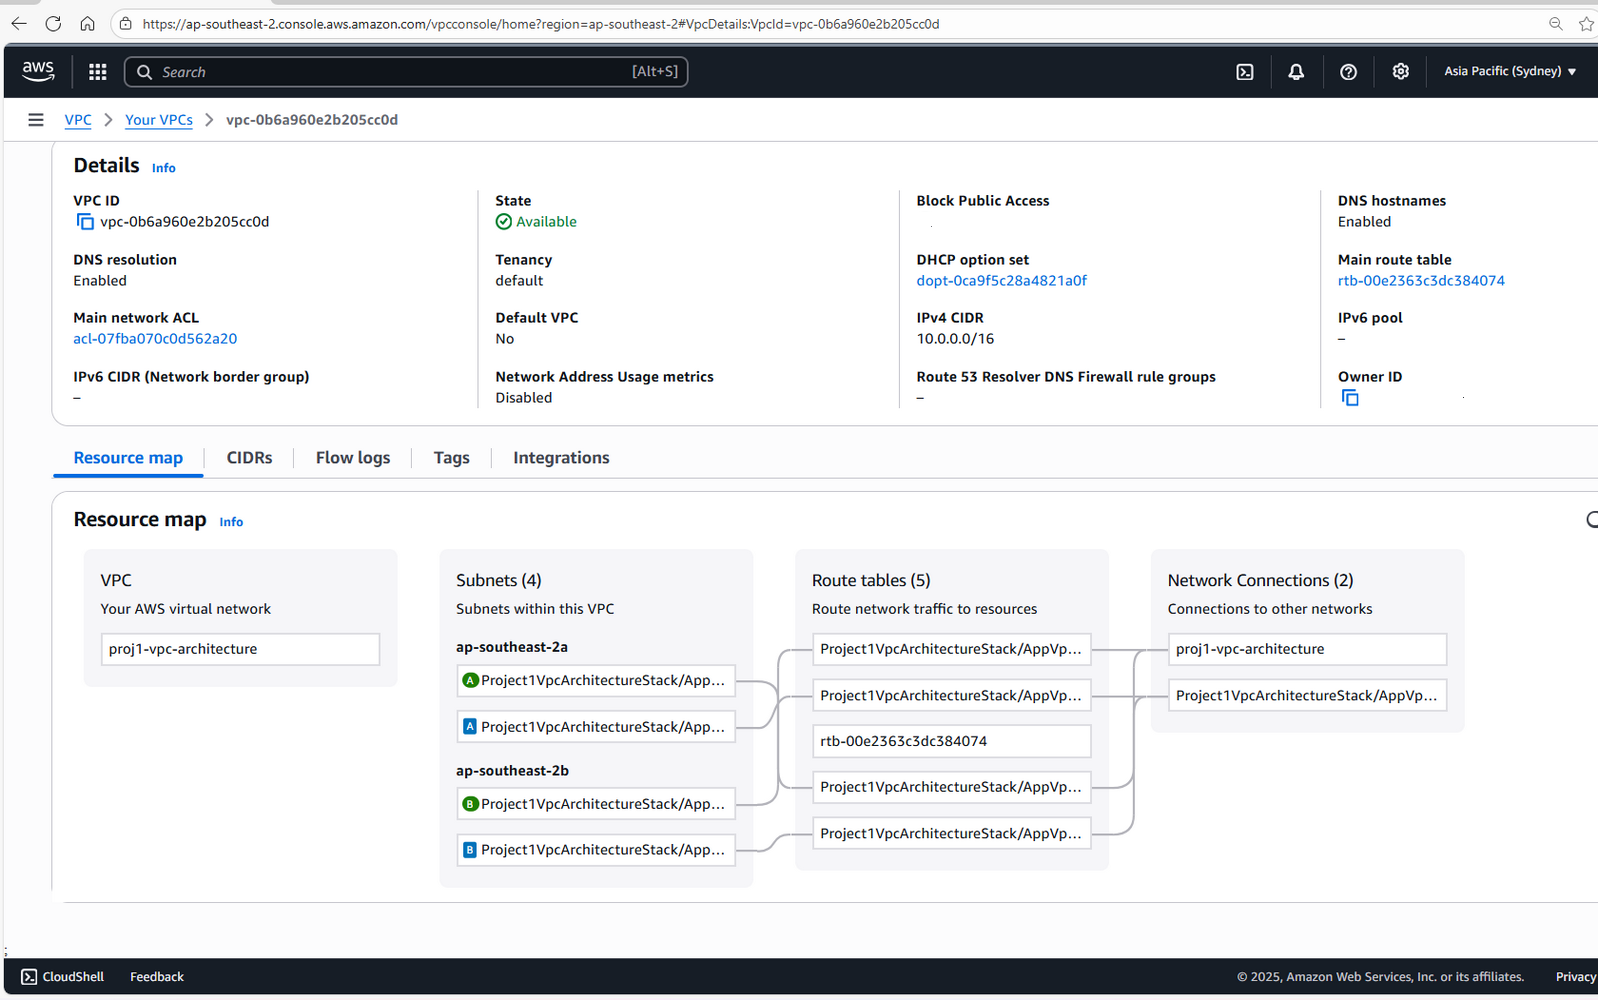 https://ap-southeast-2.console.aws.amazon.com/vpcconsole/home?region=ap-southeast-2#VpcDetails:VpcId=vpc-0b6a960e2b205cc0d
aws
Search [Alt+S]
Asia Pacific (Sydney)
VPC
Your VPCs
vpc-0b6a960e2b205cc0d
Details Info
VPC ID
vpc-0b6a960e2b205cc0d
State
Available
Block Public Access
DNS hostnames
Enabled
DNS resolution
Enabled
Tenancy
default
DHCP option set
dopt-0ca9f5c28a4821a0f
Main route table
rtb-00e2363c3dc384074
Main network ACL
acl-07fba070c0d562a20
Default VPC
No
IPv4 CIDR
10.0.0.0/16
IPv6 pool
–
IPv6 CIDR (Network border group)
–
Network Address Usage metrics
Disabled
Route 53 Resolver DNS Firewall rule groups
–
Owner ID
Resource map
CIDRs
Flow logs
Tags
Integrations
Resource map Info
VPC
Your AWS virtual network
proj1-vpc-architecture
Subnets (4)
Subnets within this VPC
ap-southeast-2a
A Project1VpcArchitectureStack/App...
A Project1VpcArchitectureStack/App...
ap-southeast-2b
B Project1VpcArchitectureStack/App...
B Project1VpcArchitectureStack/App...
Route tables (5)
Route network traffic to resources
Project1VpcArchitectureStack/AppVp...
Project1VpcArchitectureStack/AppVp...
rtb-00e2363c3dc384074
Project1VpcArchitectureStack/AppVp...
Project1VpcArchitectureStack/AppVp...
Network Connections (2)
Connections to other networks
proj1-vpc-architecture
Project1VpcArchitectureStack/AppVp...
CloudShell
Feedback
© 2025, Amazon Web Services, Inc. or its affiliates.
Privacy